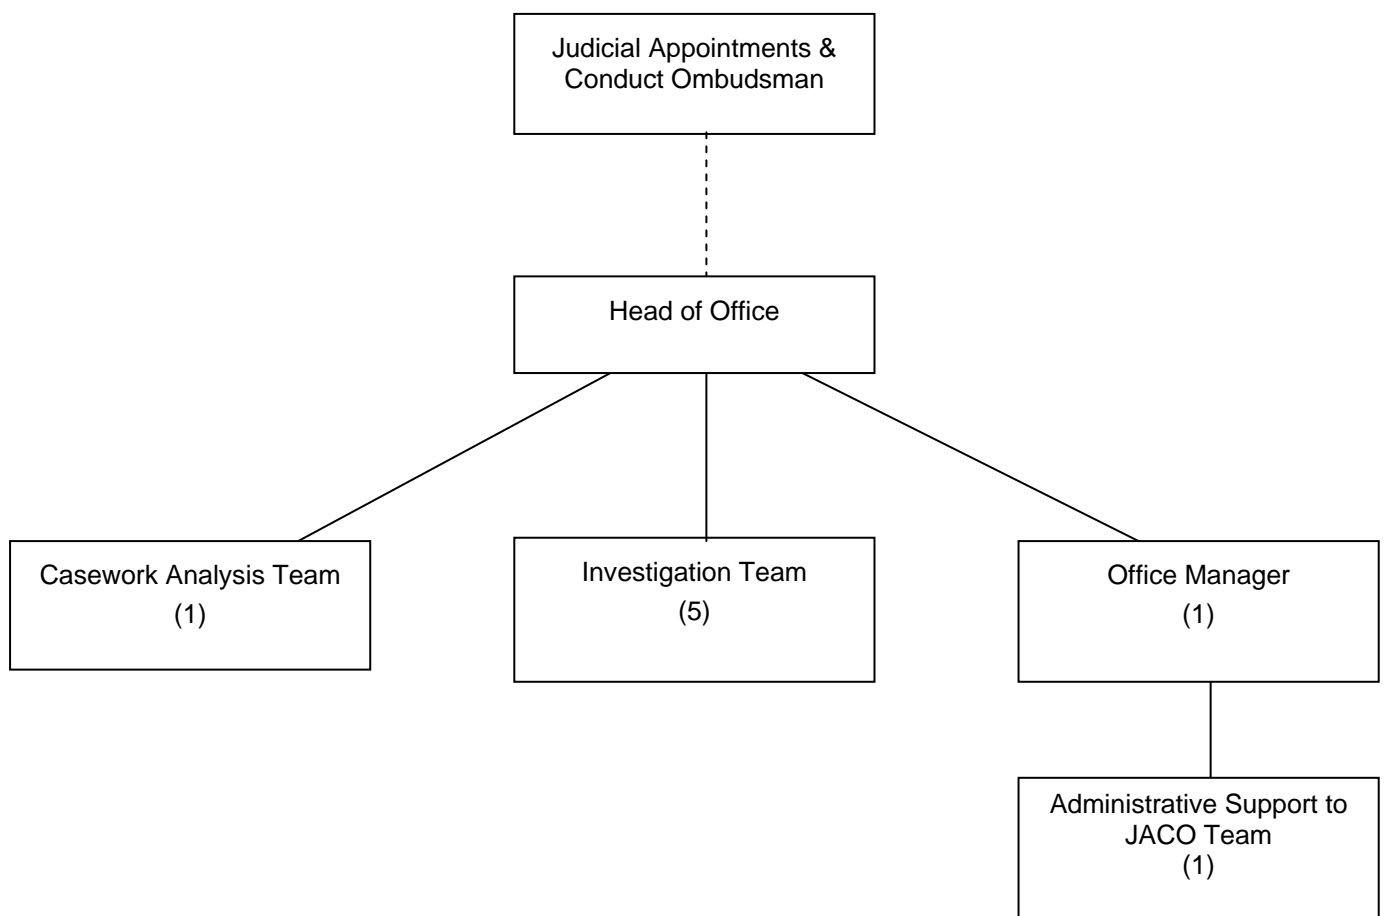 Judicial Appointments &
Conduct Ombudsman
Head of Office
Casework Analysis Team
(1)
Investigation Team
(5)
Office Manager
(1)
Administrative Support to
JACO Team
(1)